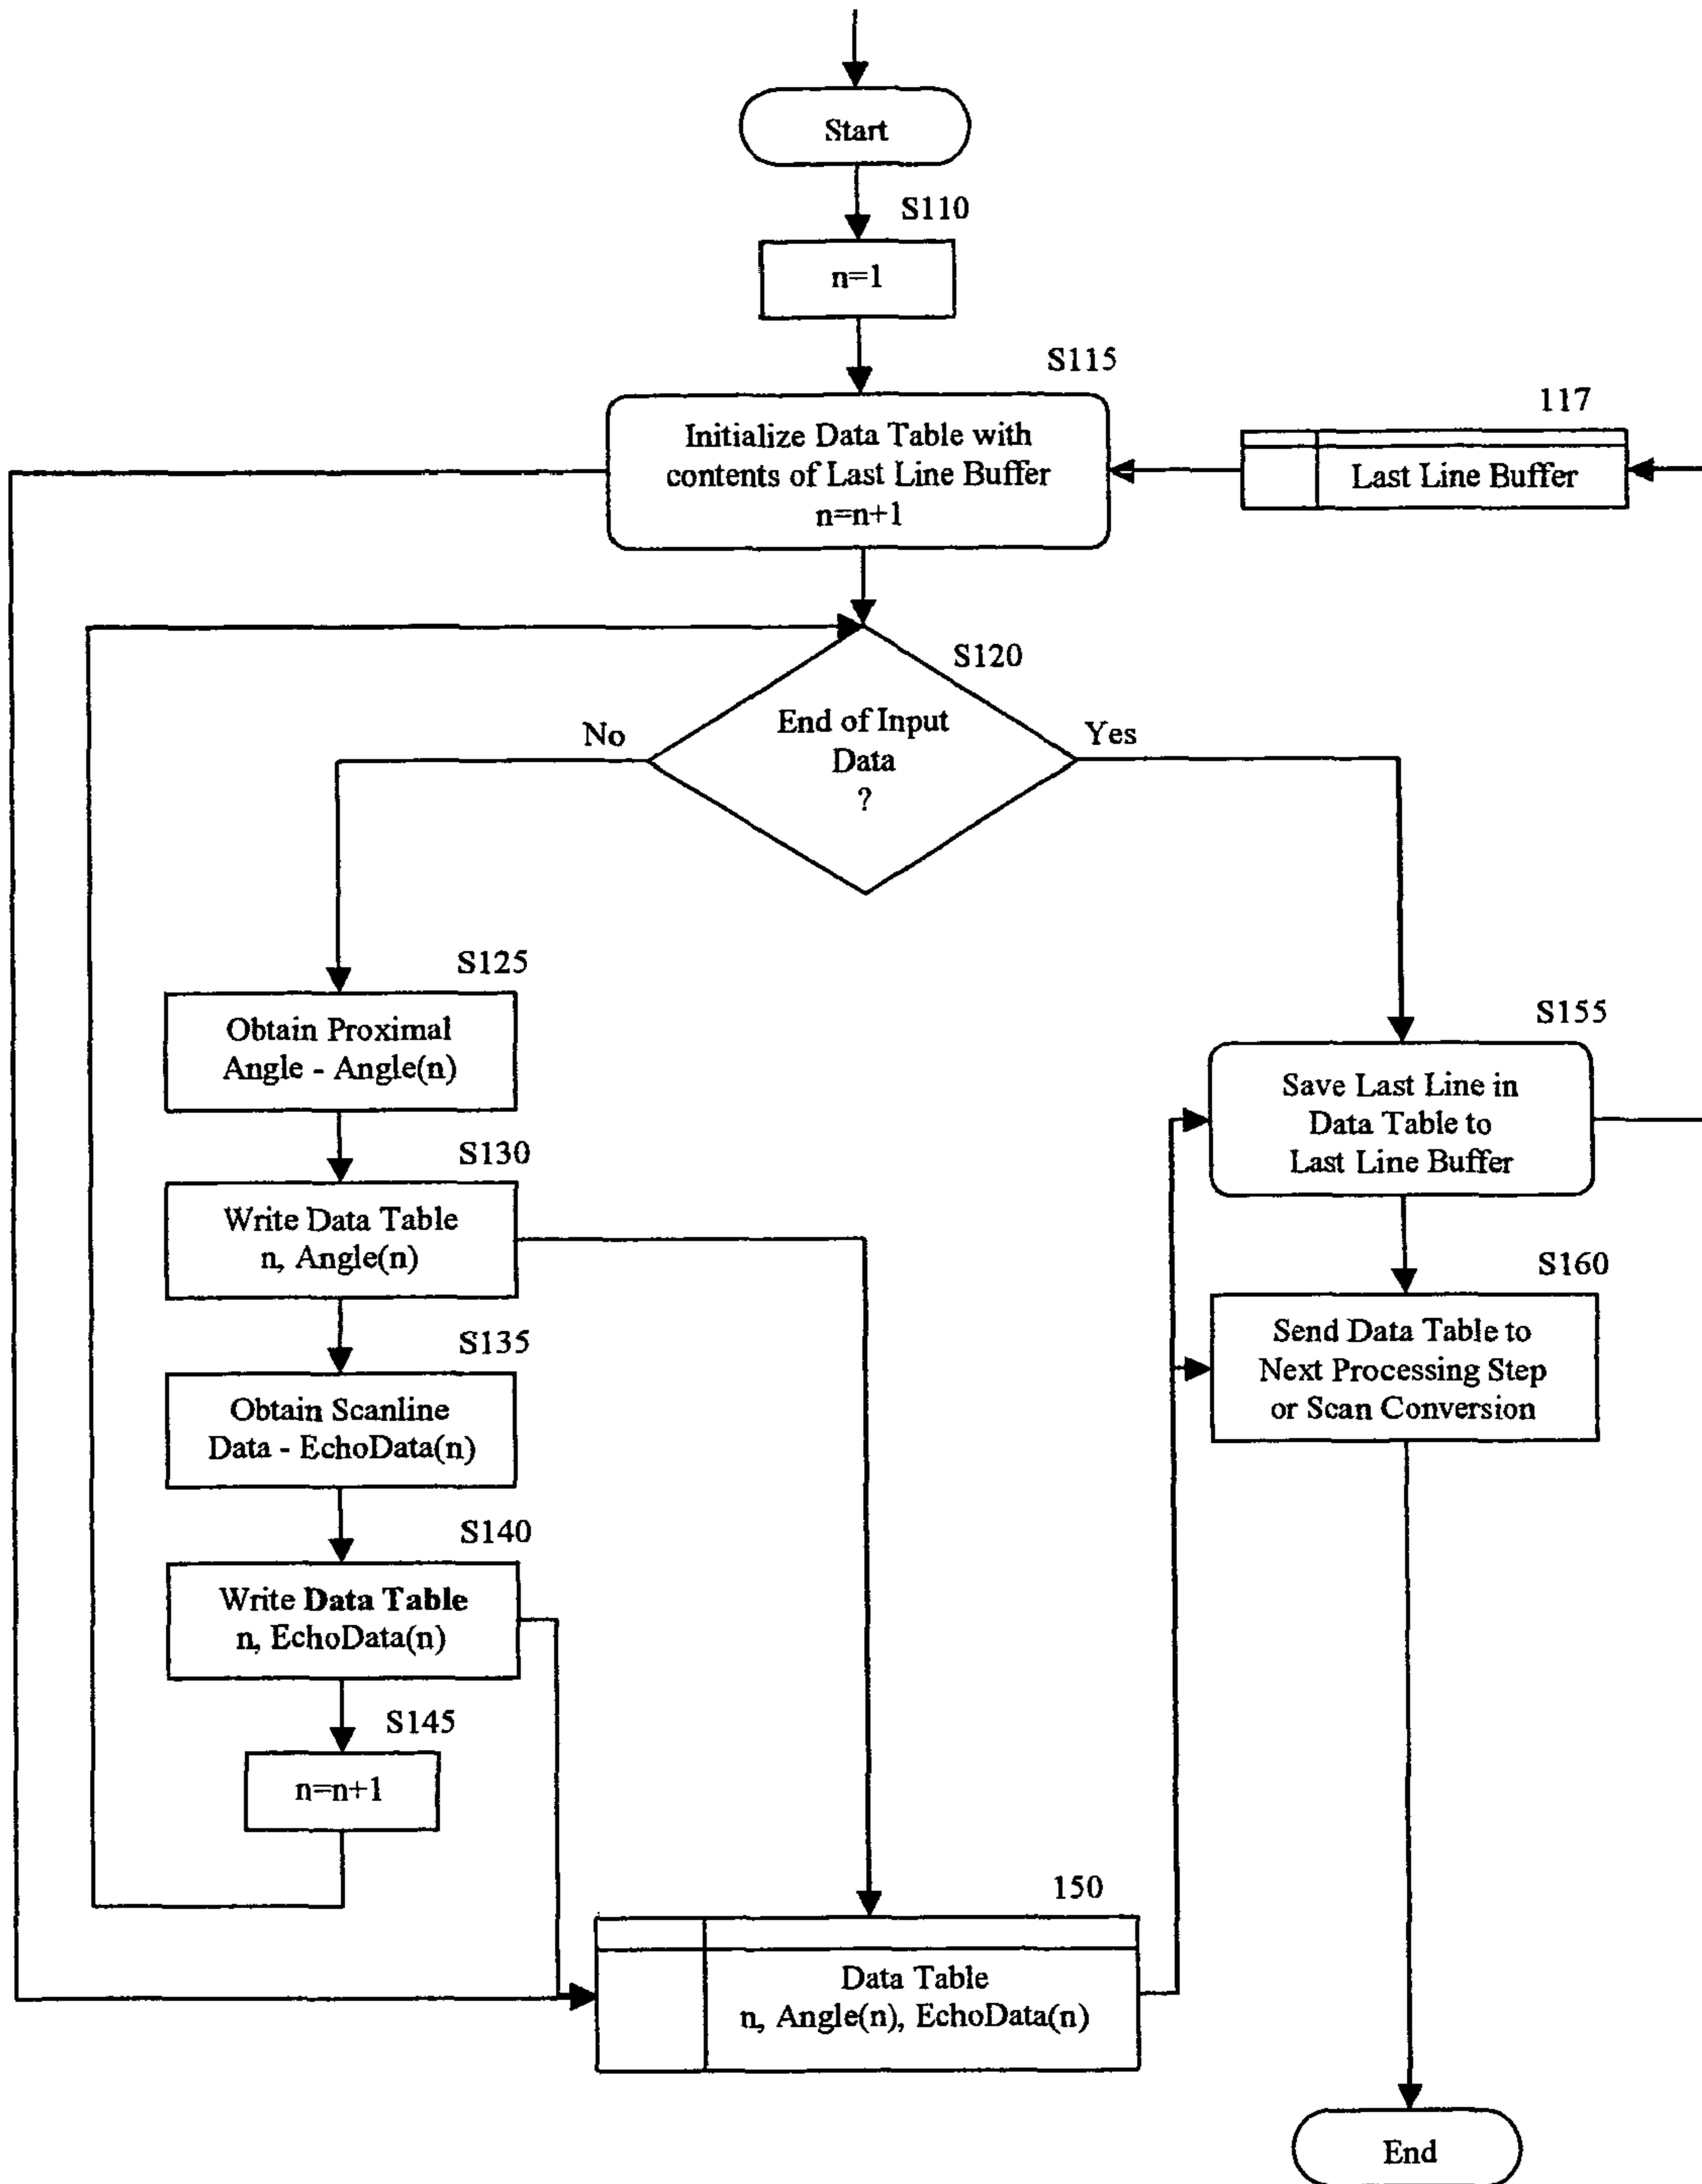 Start
S110
n=1
S115
Initialize Data Table with
contents of Last Line Buffer
n=n+1
117
Last Line Buffer
S120
End of Input
Data
?
No
Yes
S125
Obtain Proximal
Angle - Angle(n)
S130
Write Data Table
n, Angle(n)
S135
Obtain Scanline
Data - EchoData(n)
S140
Write Data Table
n, EchoData(n)
S145
n=n+1
150
Data Table
n, Angle(n), EchoData(n)
S155
Save Last Line in
Data Table to
Last Line Buffer
S160
Send Data Table to
Next Processing Step
or Scan Conversion
End